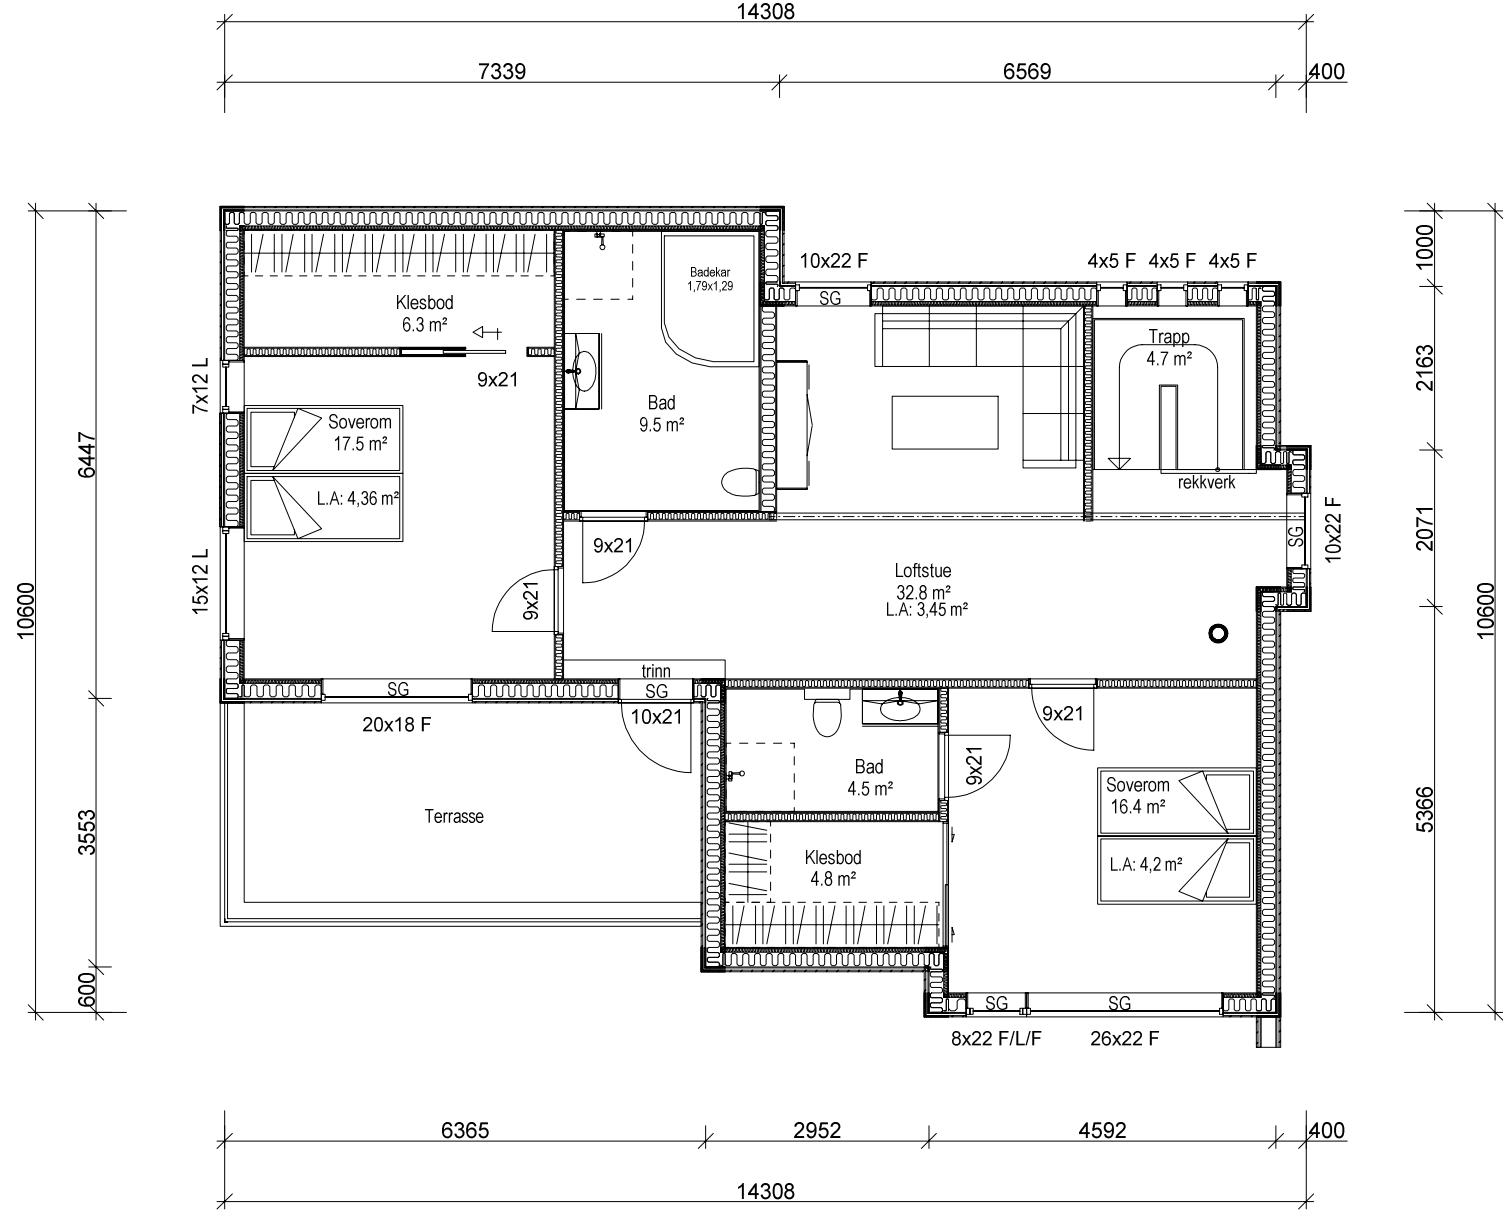 14308
7339
6569
400
10x22 F
4x5 F
4x5 F
4x5 F
SG
Badekar
1,79x1,29
Klesbod
6.3 m²
9x21
Trapp
4.7 m²
1000
2163
7x12 L
Soverom
17.5 m²
L.A: 4,36 m²
Bad
9.5 m²
6447
rekkverk
9x21
9x21
15x12 L
Loftstue
32.8 m²
L.A: 3,45 m²
SG
10x22 F
2071
10600
10600
trinn
SG
SG
20x18 F
10x21
9x21
9x21
Bad
4.5 m²
Soverom
16.4 m²
L.A: 4,2 m²
Terrasse
3553
5366
Klesbod
4.8 m²
600
SG
SG
8x22 F/L/F
26x22 F
6365
2952
4592
400
14308